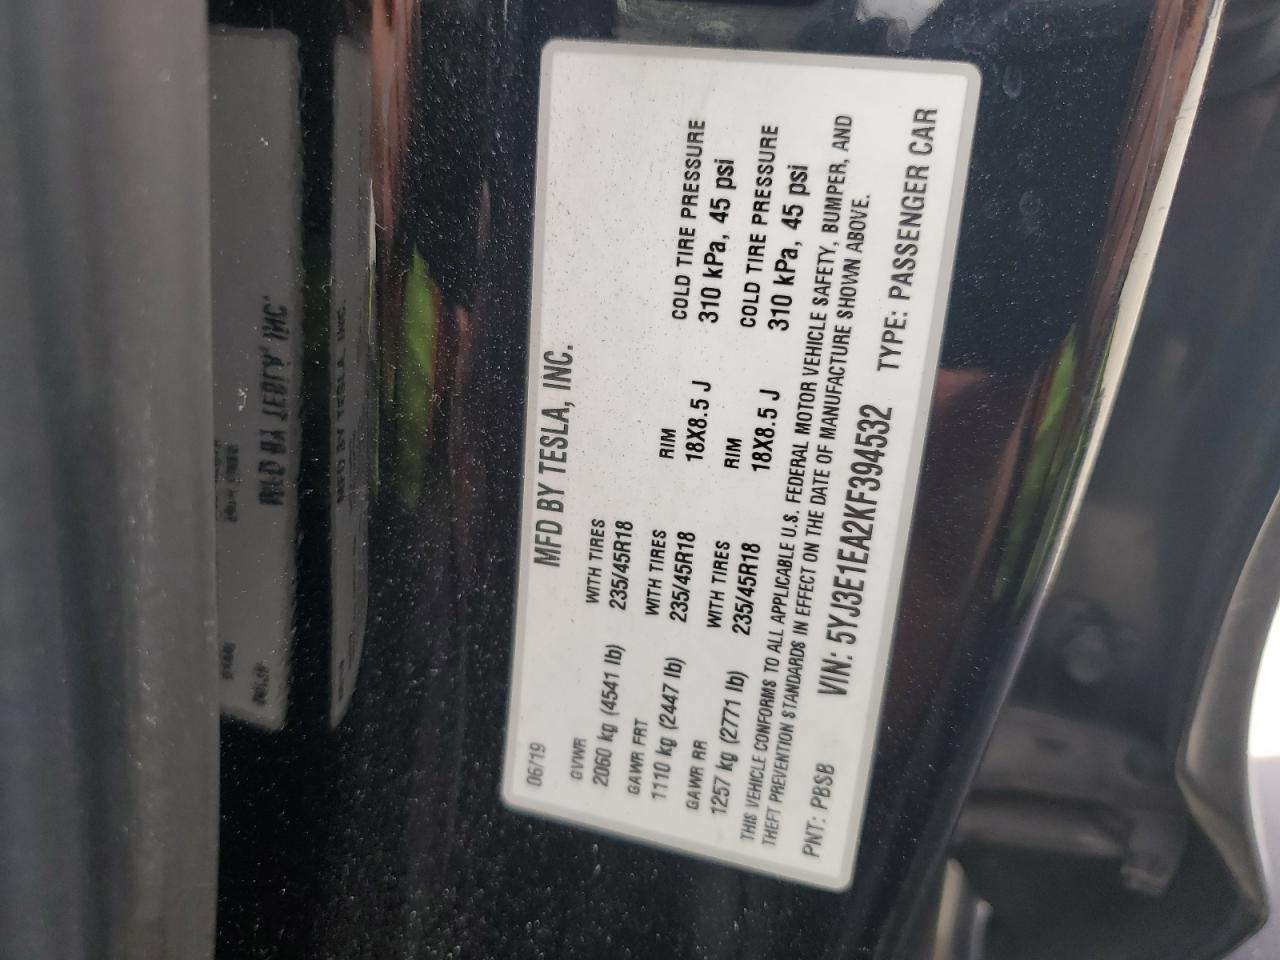 MFD BY TESLA, INC.
06/19
GVWR WITH TIRES
2060 kg (4541 lb) 235/45R18
GAWR FRT WITH TIRES RIM COLD TIRE PRESSURE
1110 kg (2447 lb) 235/45R18 18X8.5 J 310 kPa, 45 psi
GAWR RR WITH TIRES RIM COLD TIRE PRESSURE
1257 kg (2771 lb) 235/45R18 18X8.5 J 310 kPa, 45 psi
THIS VEHICLE CONFORMS TO ALL APPLICABLE U.S. FEDERAL MOTOR VEHICLE SAFETY, BUMPER, AND
THEFT PREVENTION STANDARDS IN EFFECT ON THE DATE OF MANUFACTURE SHOWN ABOVE.
PNT: PBSB VIN: 5YJ3E1EA2KF394532 TYPE: PASSENGER CAR